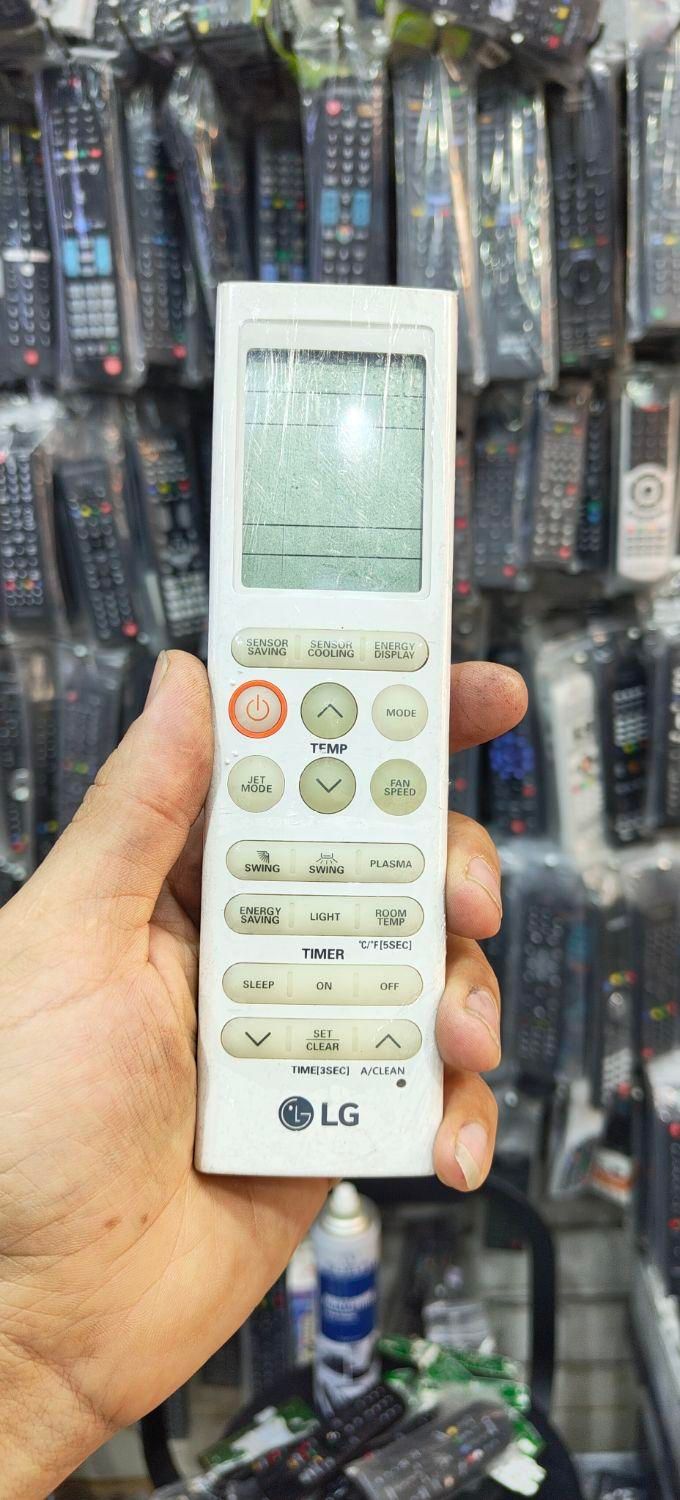 SENSOR SAVING
SENSOR COOLING
ENERGY DISPLAY
MODE
TEMP
JET MODE
FAN SPEED
SWING
SWING
PLASMA
ENERGY SAVING
LIGHT
ROOM TEMP
°C/°F[5SEC]
TIMER
SLEEP
ON
OFF
SET
CLEAR
TIME[3SEC] A/CLEAN
LG